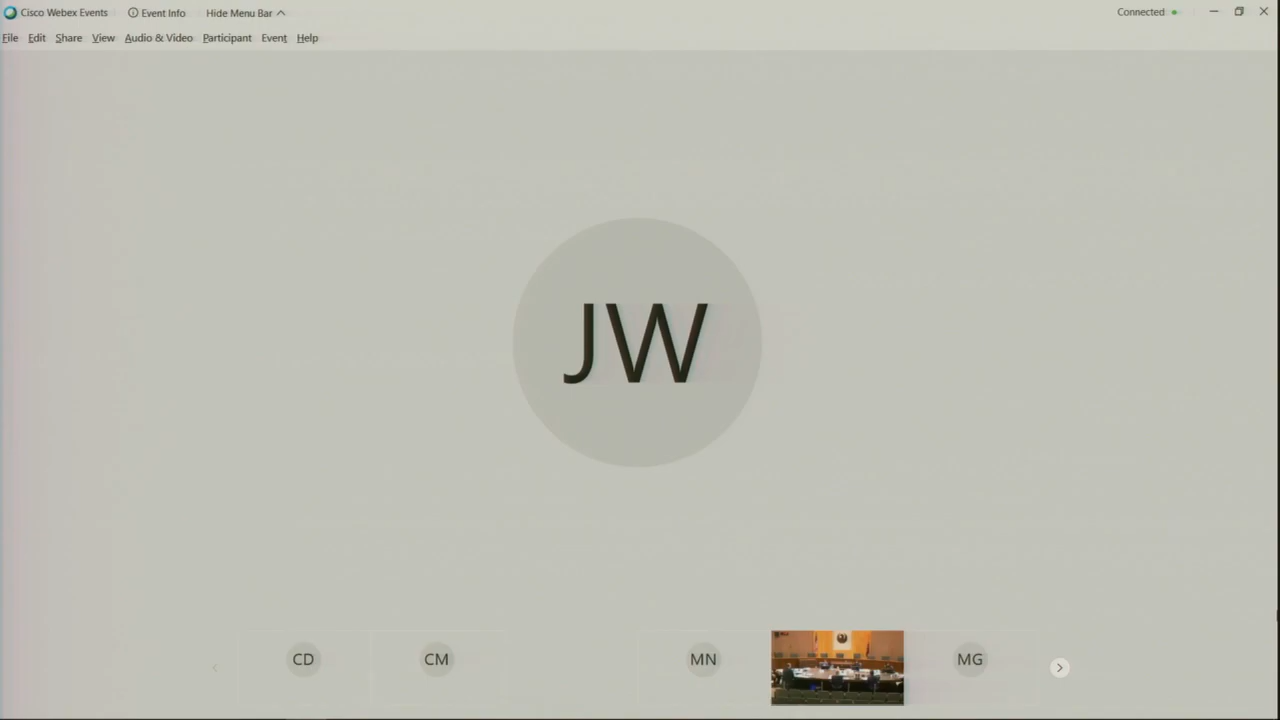 Cisco Webex Events Event Info Hide Menu Bar Connected
File Edit Share View Audio & Video Participant Event Help
JW
CD CM MN MG